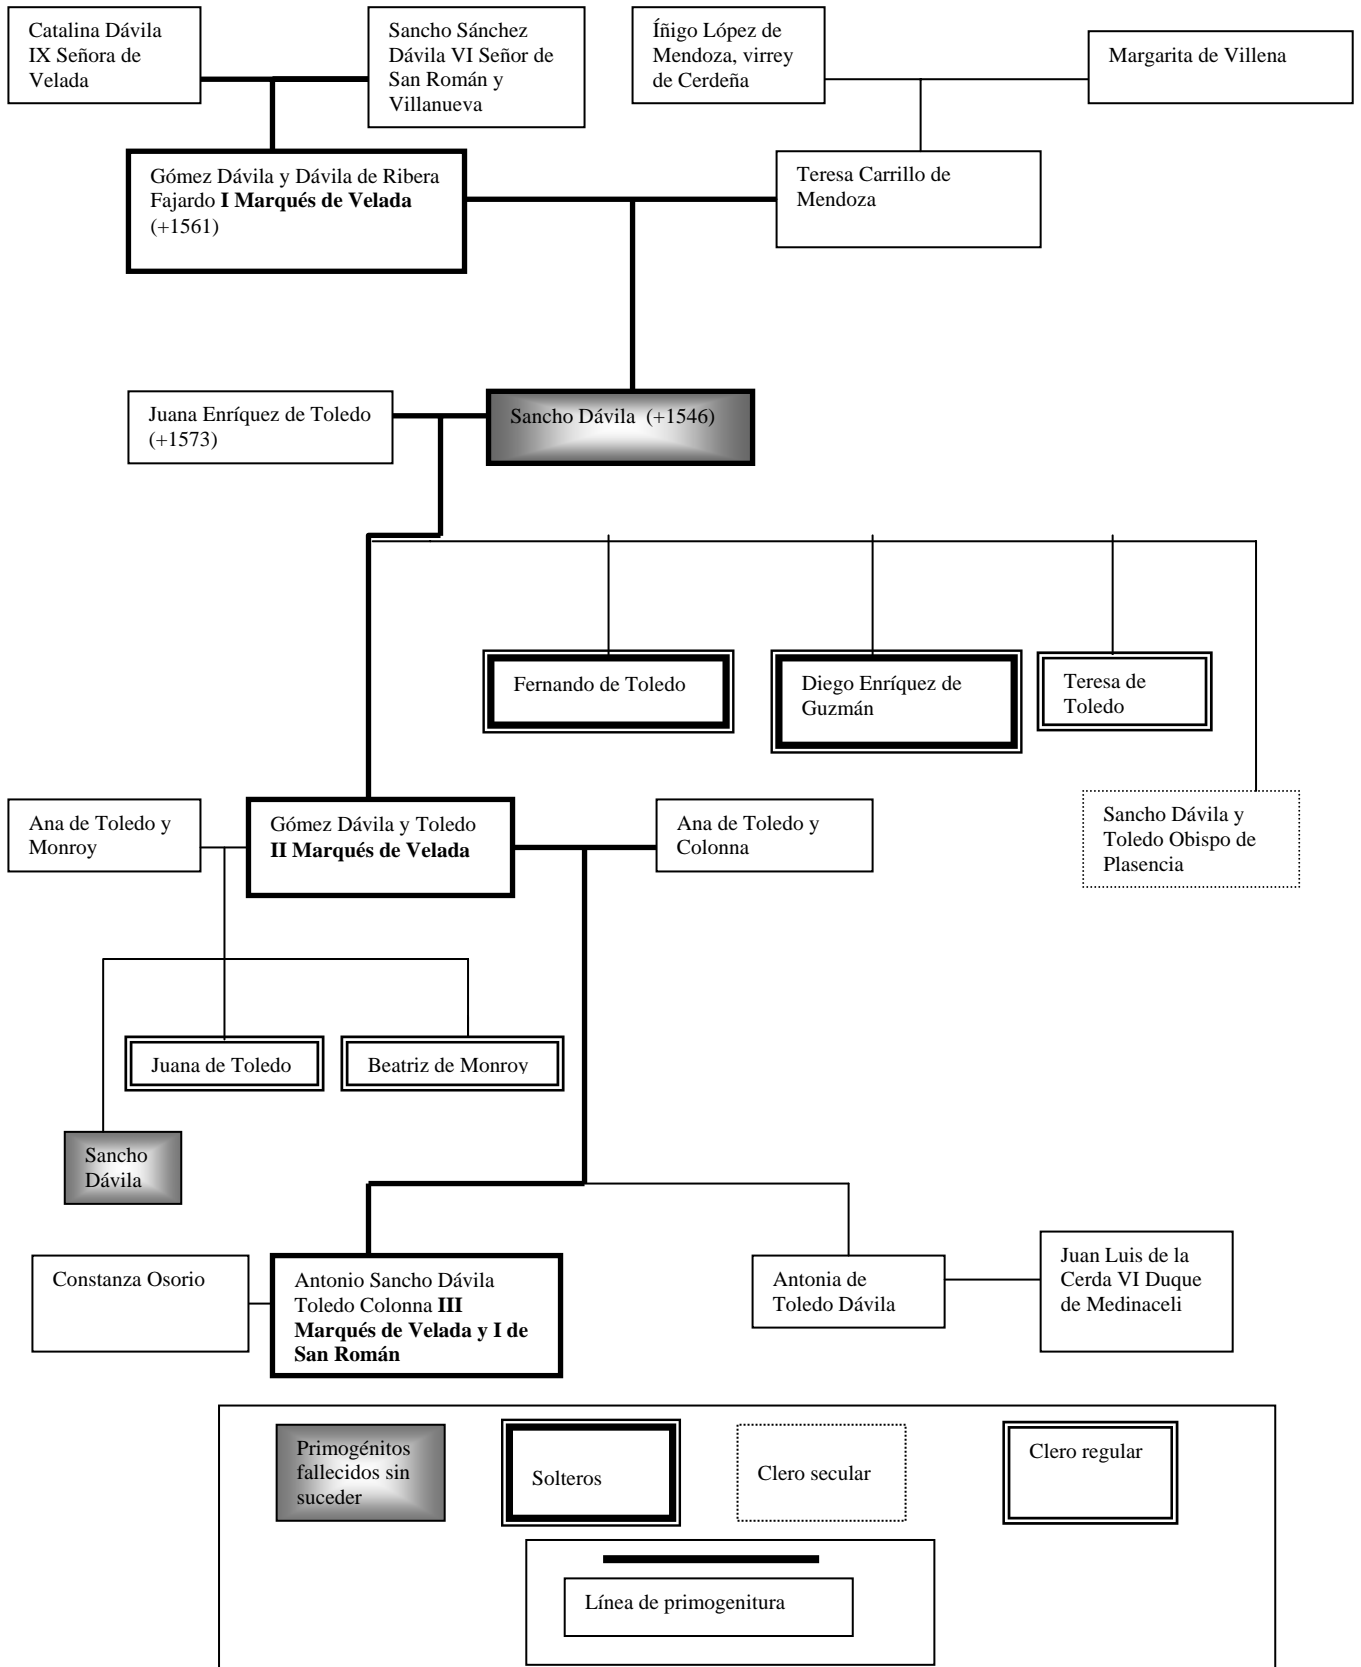 Catalina Dávila
IX Señora de
Velada
Sancho Sánchez
Dávila VI Señor de
San Román y
Villanueva
Íñigo López de
Mendoza, virrey
de Cerdeña
Margarita de Villena
Gómez Dávila y Dávila de Ribera
Fajardo I Marqués de Velada
(+1561)
Teresa Carrillo de
Mendoza
Juana Enríquez de Toledo
(+1573)
Sancho Dávila (+1546)
Fernando de Toledo
Diego Enríquez de
Guzmán
Teresa de
Toledo
Ana de Toledo y
Monroy
Gómez Dávila y Toledo
II Marqués de Velada
Ana de Toledo y
Colonna
Sancho Dávila y
Toledo Obispo de
Plasencia
Juana de Toledo
Beatriz de Monroy
Sancho
Dávila
Constanza Osorio
Antonio Sancho Dávila
Toledo Colonna III
Marqués de Velada y I de
San Román
Antonia de
Toledo Dávila
Juan Luis de la
Cerda VI Duque
de Medinaceli
Primogénitos
fallecidos sin
suceder
Solteros
Clero secular
Clero regular
Línea de primogenitura